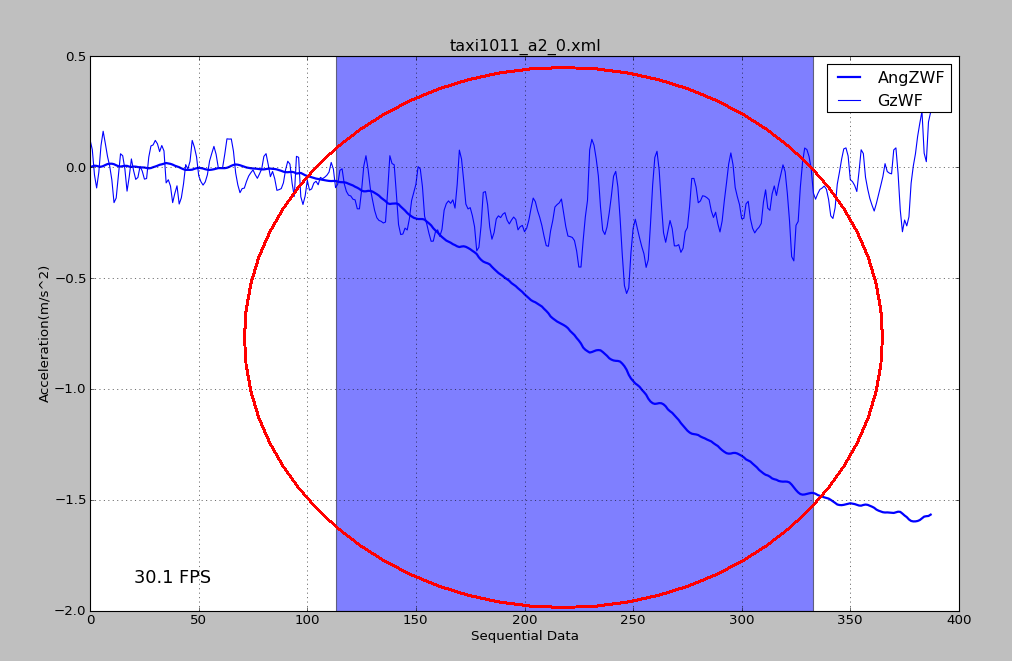 taxi1011_a2_0.xml
AngZWF
GzWF
0.5
0.0
−0.5
−1.0
−1.5
−2.0
Acceleration(m/s^2)
30.1 FPS
0 50 100 150 200 250 300 350 400
Sequential Data